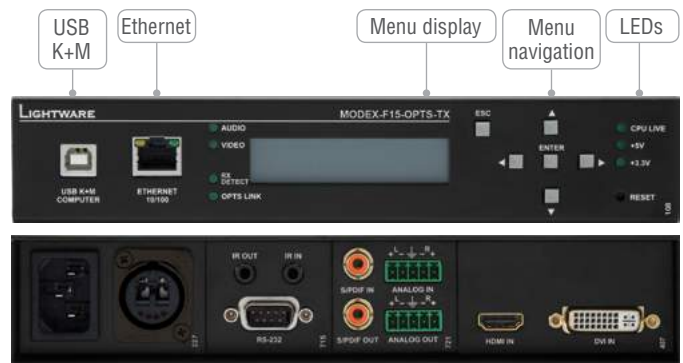 USB
K+M
Ethernet
Menu display
Menu
navigation
LEDs
LIGHTWARE
MODEX-F15-OPTS-TX
ESC
AUDIO
VIDEO
RX
DETECT
OPTS LINK
USB K+M
COMPUTER
ETHERNET
10/100
ENTER
CPU LIVE
+5V
+3.3V
RESET
IR OUT
IR IN
RS-232
715
S/PDIF IN
+L- -R+
ANALOG IN
S/PDIF OUT
+L- -R+
ANALOG OUT
721
HDMI IN
DVI IN